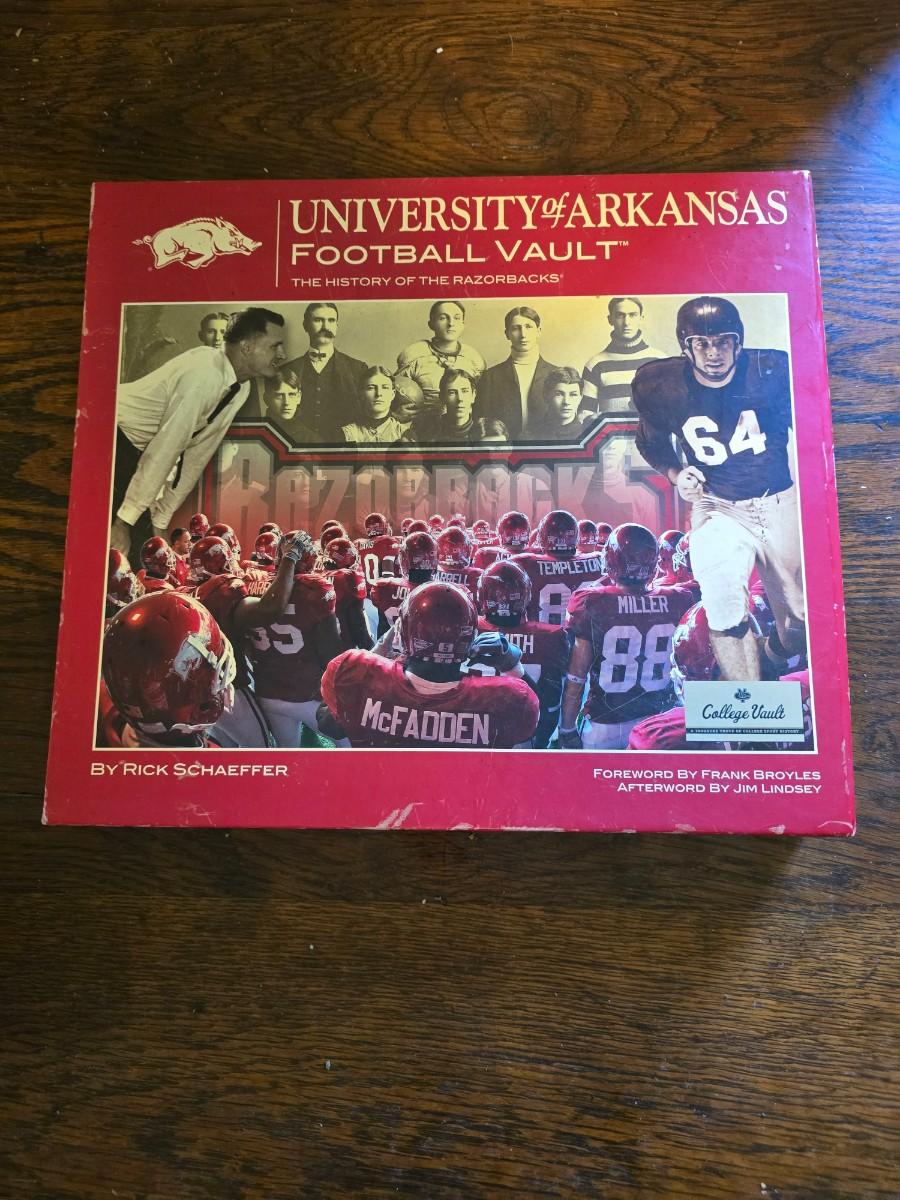 UNIVERSITY of ARKANSAS
FOOTBALL VAULT™
THE HISTORY OF THE RAZORBACKS®
RAZORBACKS
64
TEMPLETON
MILLER
88
McFADDEN
College Vault
BY RICK SCHAEFFER
FOREWORD BY FRANK BROYLES
AFTERWORD BY JIM LINDSEY